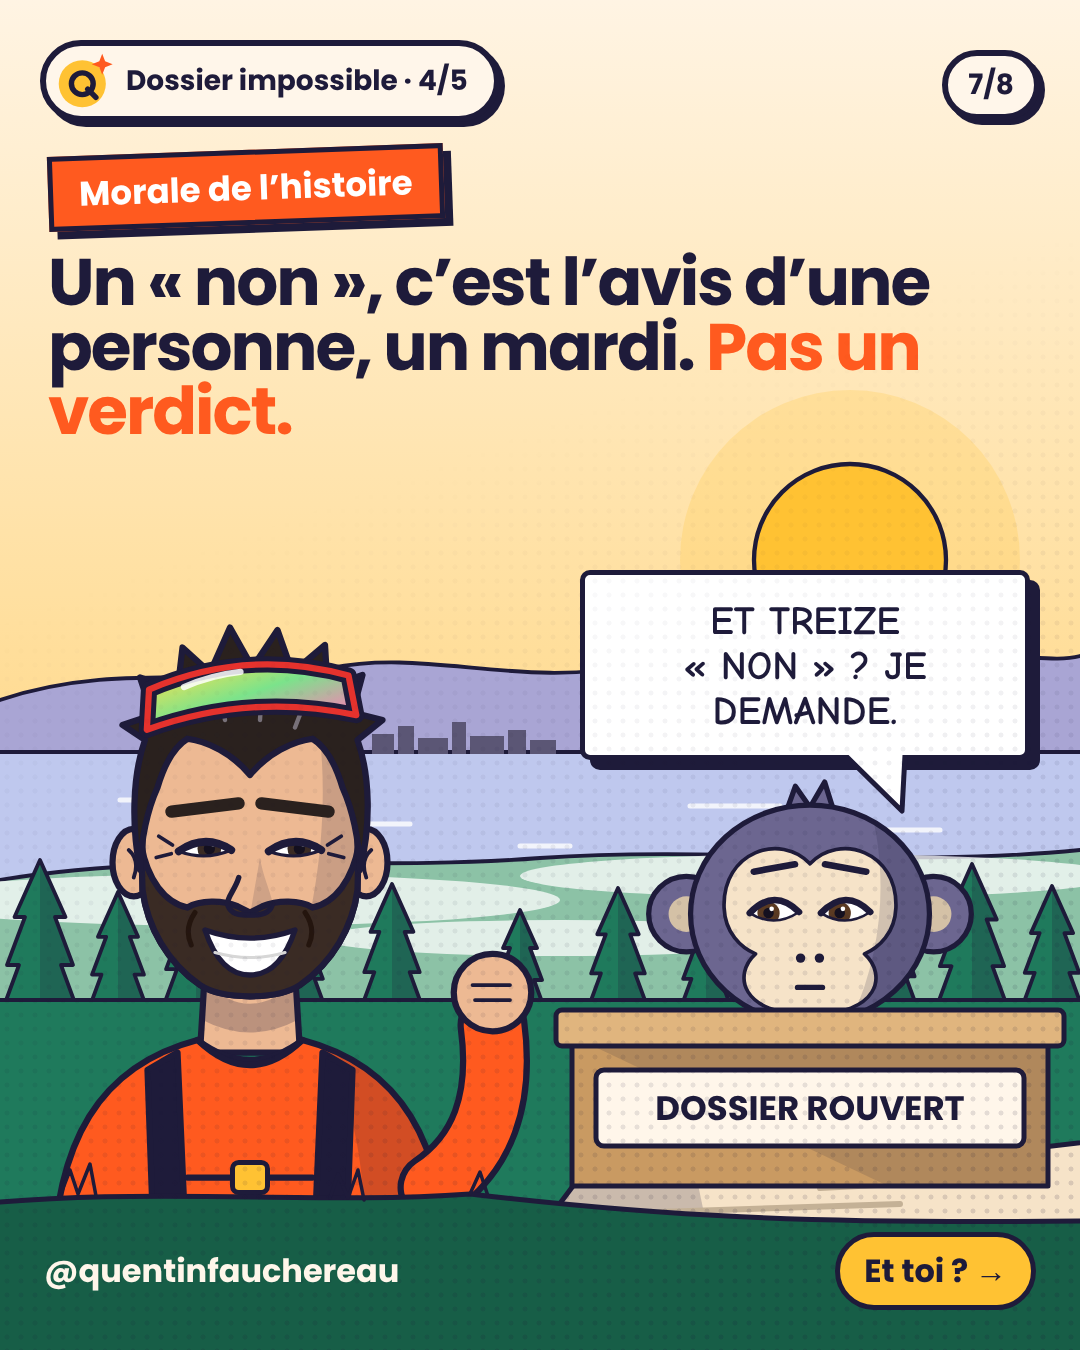 Q
Dossier impossible · 4/5
7/8
Morale de l’histoire
Un « non », c’est l’avis d’une
personne, un mardi. Pas un
verdict.
ET TREIZE
« NON » ? JE
DEMANDE.
DOSSIER ROUVERT
@quentinfauchereau
Et toi ? →